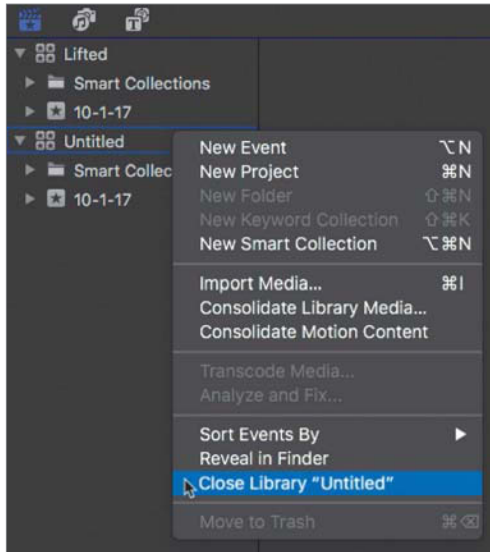 Lifted
Smart Collections
10-1-17
Untitled
Smart Collec
10-1-17
New Event ⌥N
New Project ⌘N
New Folder ⇧⌘N
New Keyword Collection ⇧⌘K
New Smart Collection ⌥⌘N
Import Media... ⌘I
Consolidate Library Media...
Consolidate Motion Content
Transcode Media...
Analyze and Fix...
Sort Events By
Reveal in Finder
Close Library “Untitled”
Move to Trash ⌘⌫